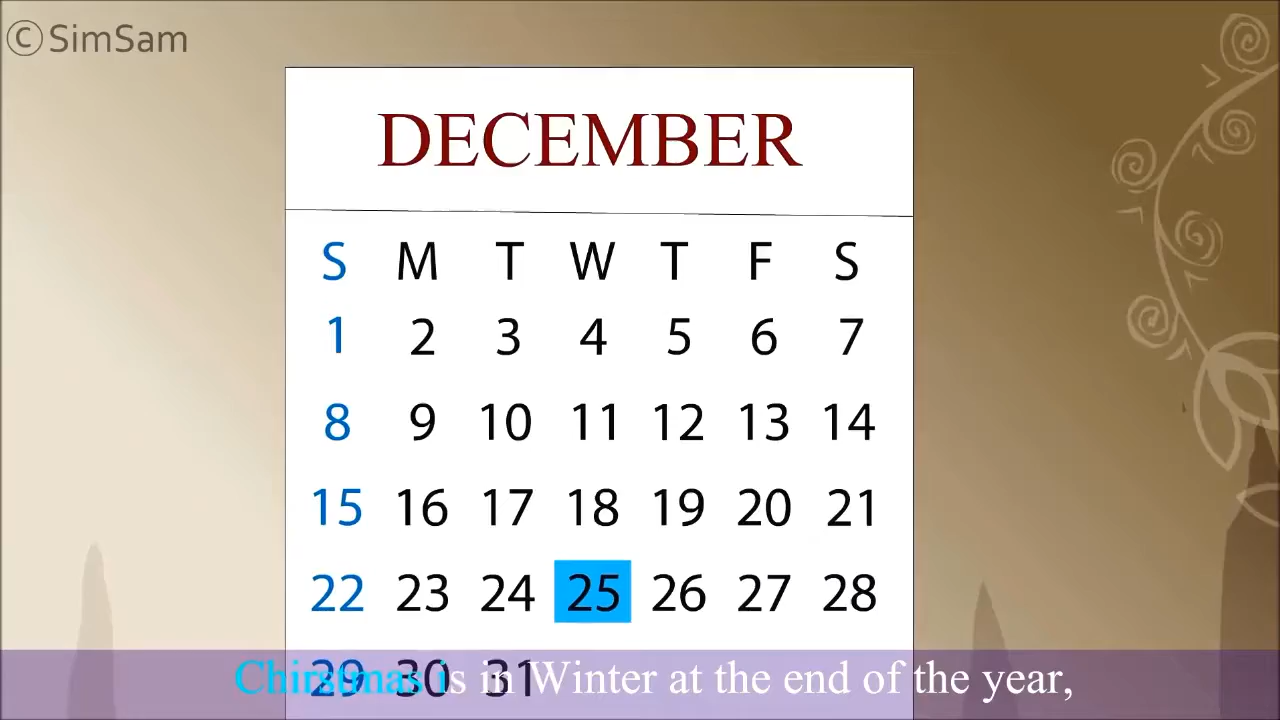 © SimSam
DECEMBER
S M T W T F S
1 2 3 4 5 6 7
8 9 10 11 12 13 14
15 16 17 18 19 20 21
22 23 24 25 26 27 28
29 30 31
Chirstmas is in Winter at the end of the year,